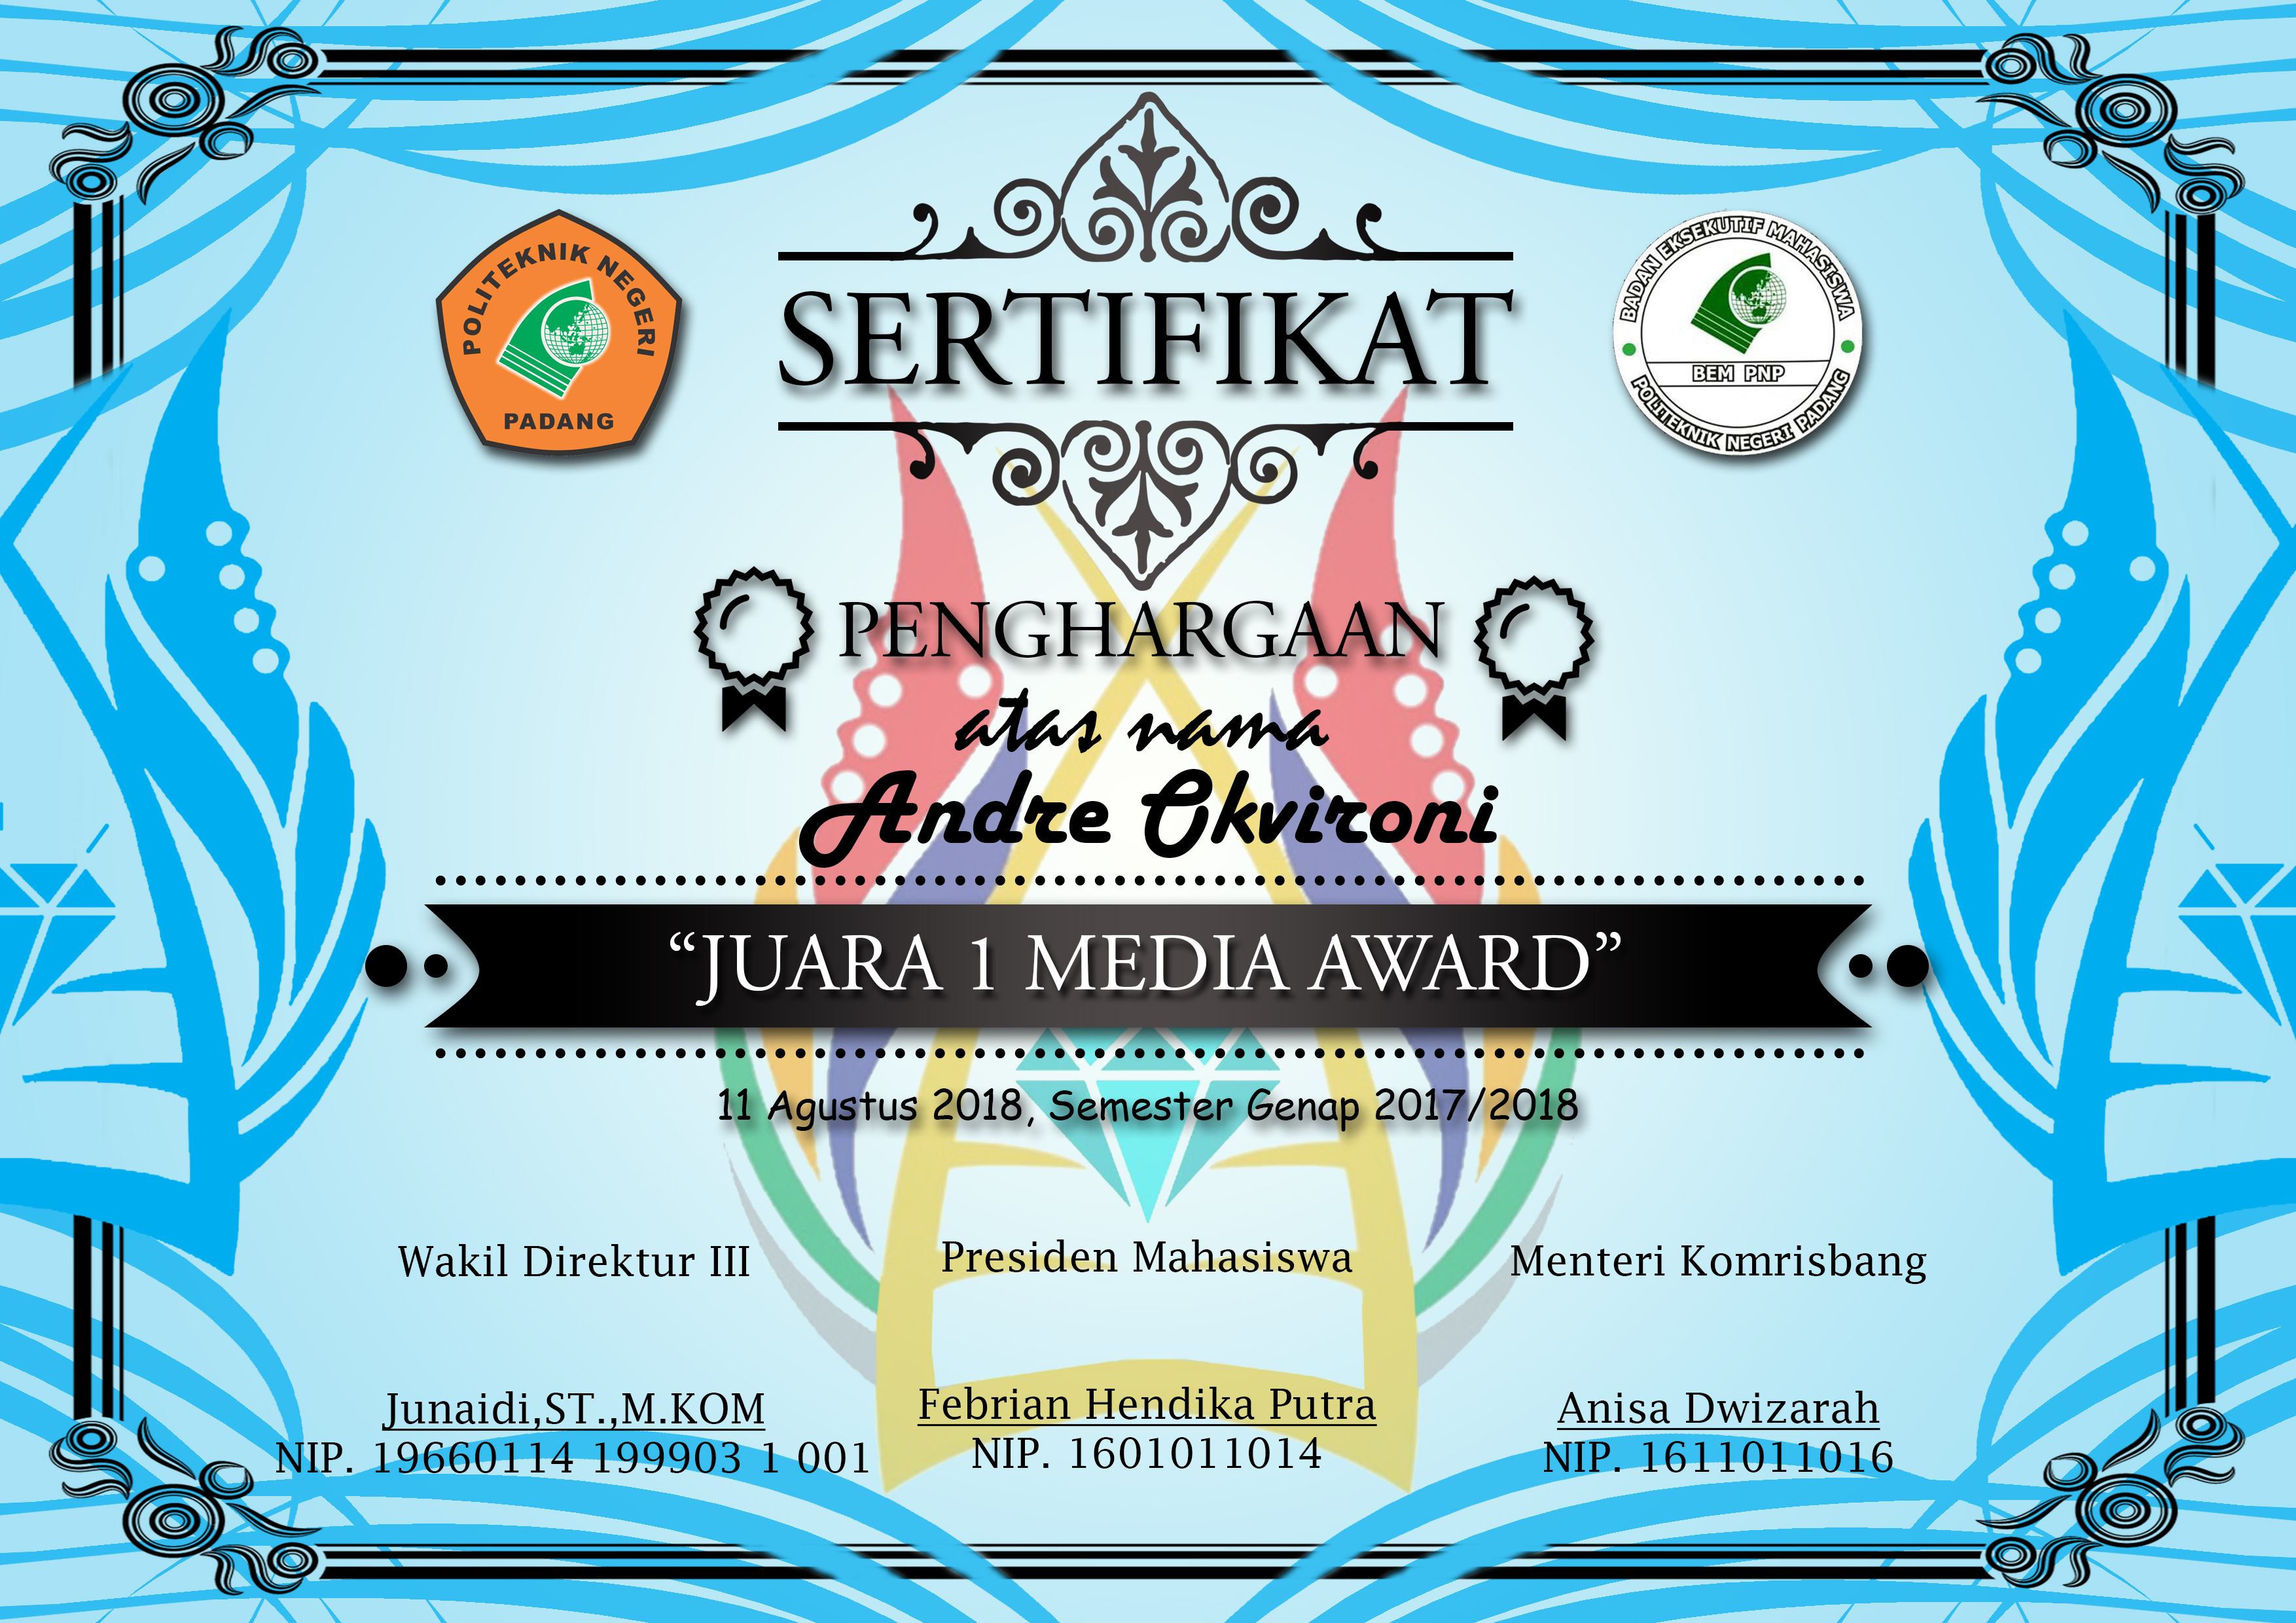 POLITEKNIK NEGERI
PADANG
SERTIFIKAT
BADAN EKSEKUTIF MAHASISWA
BEM PNP
POLITEKNIK NEGERI PADANG
PENGHARGAAN
atas nama
Andre Okvironi
“JUARA 1 MEDIA AWARD”
11 Agustus 2018, Semester Genap 2017/2018
Wakil Direktur III
Presiden Mahasiswa
Menteri Komrisbang
Junaidi,ST.,M.KOM
NIP. 19660114 199903 1 001
Febrian Hendika Putra
NIP. 1601011014
Anisa Dwizarah
NIP. 1611011016